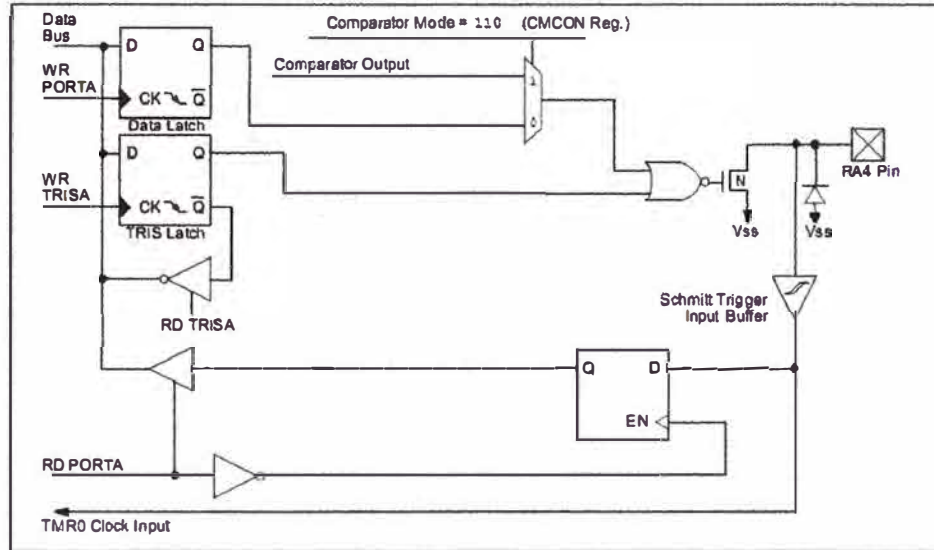 Data
Bus
Comparator Mode = 110 (CMCON Reg.)
Comparator Output
D Q
WR
PORTA
CK Q
Data Latch
1
0
D Q
WR
TRISA
CK Q
TRIS Latch
N
RA4 Pin
Vss
Vss
RD TRISA
Schmitt Trigger
Input Buffer
Q D
EN
RD PORTA
TMR0 Clock Input